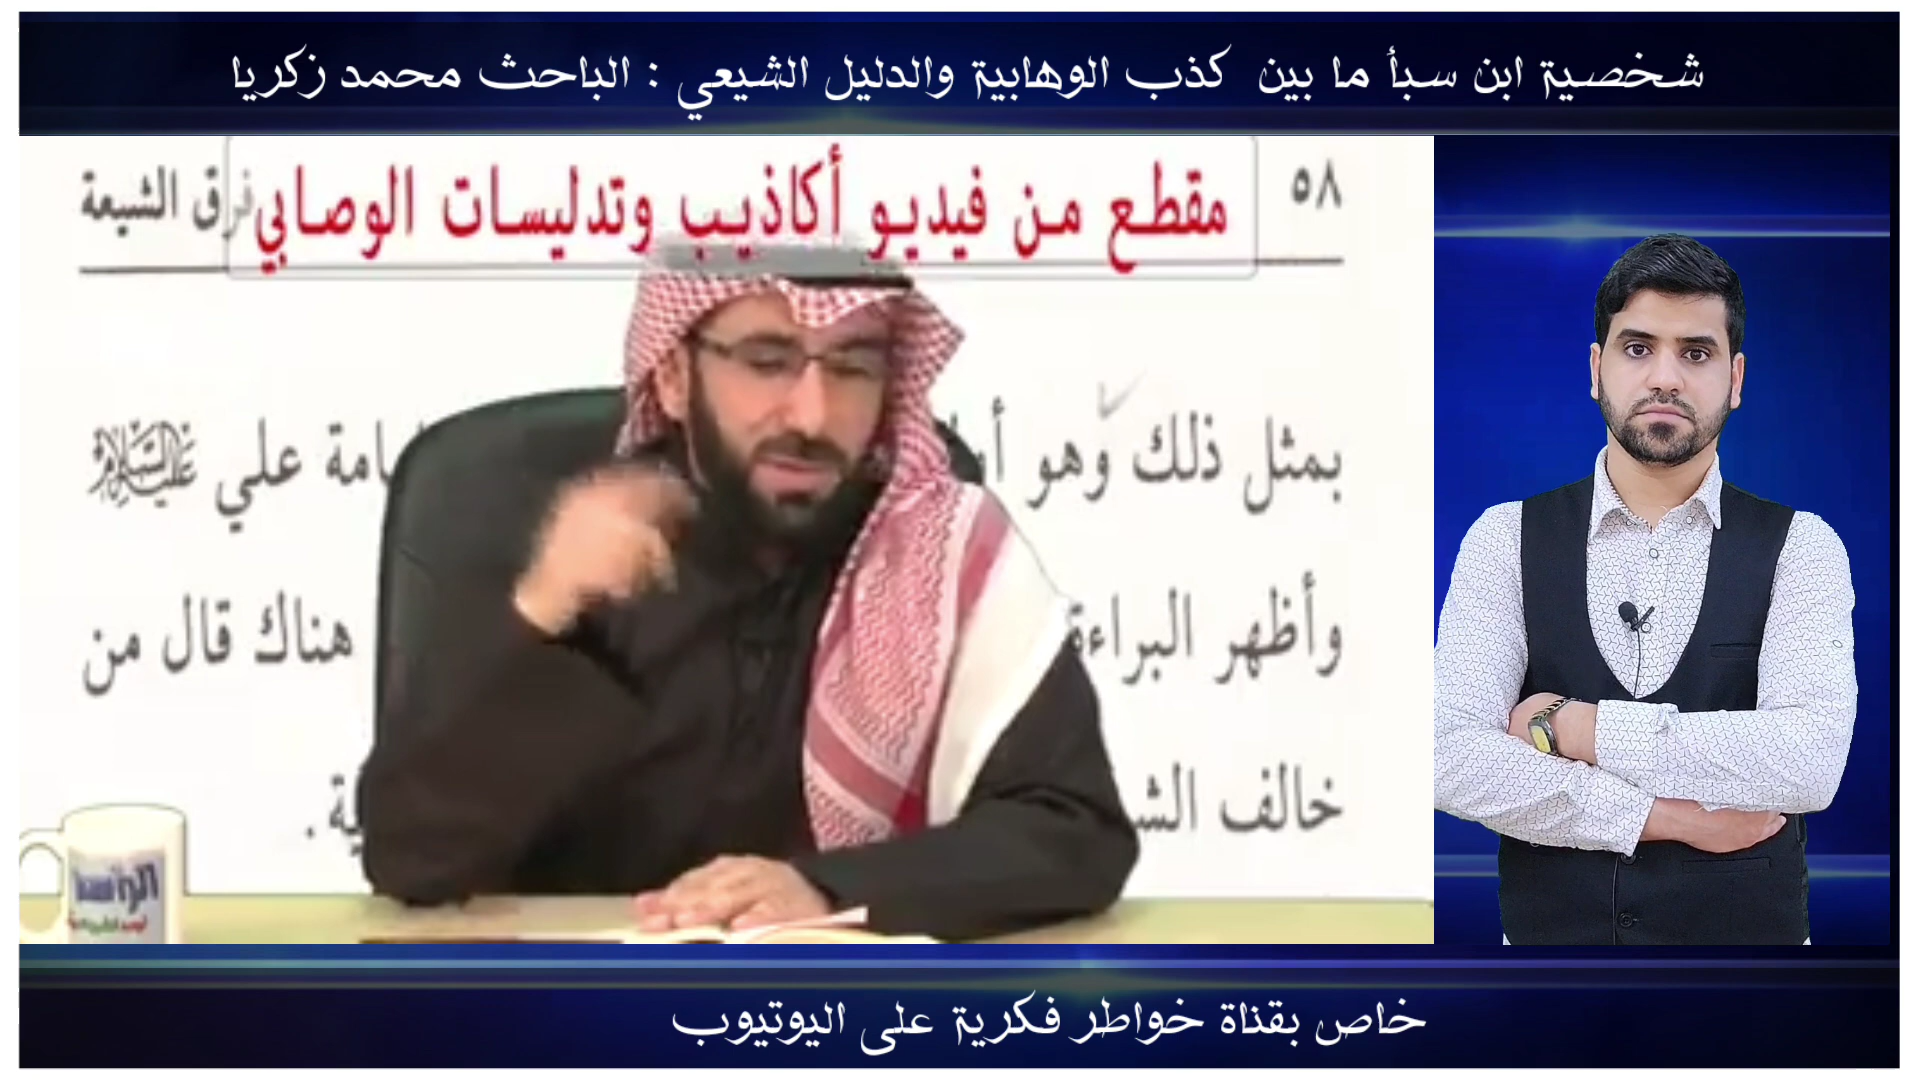 شخصية ابن سبأ ما بين كذب الوهابية والدليل الشيعي : الباحث محمد زكريا
٥٨
مقطع من فيديو أكاذيب وتدليسات الوصابي
فرق الشيعة
بمثل ذلك وهو علي عليه السلام
وأظهر البراءة هناك قال من
خالف
خاص بقناة خواطر فكرية على اليوتيوب